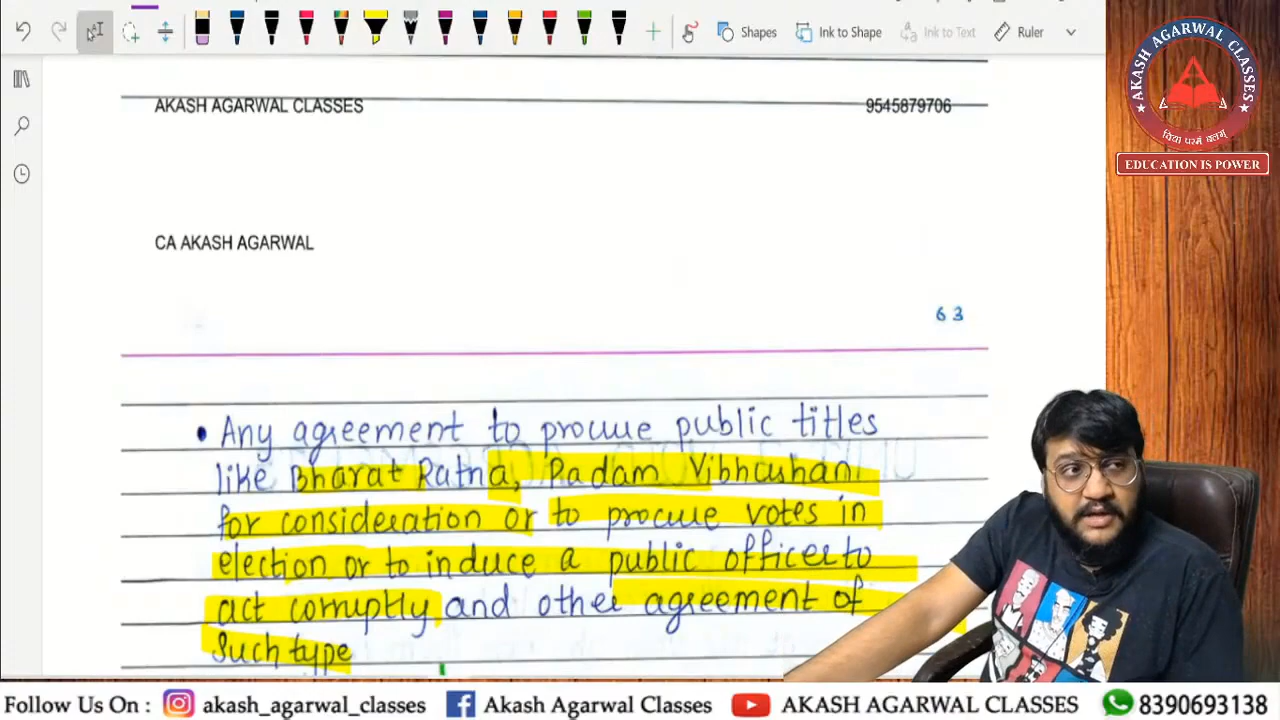 Shapes
Ink to Shape
Ink to Text
Ruler
AKASH AGARWAL CLASSES
विद्या परमं बलम्
EDUCATION IS POWER
AKASH AGARWAL CLASSES 9545879706
CA AKASH AGARWAL
63
• Any agreement to procure public titles
like Bharat Ratna, Padam Vibhushan
for consideration or to procure votes in
election or to induce a public officer to
act corruptly and other agreement of
Such type
Follow Us On : akash_agarwal_classes Akash Agarwal Classes AKASH AGARWAL CLASSES 8390693138